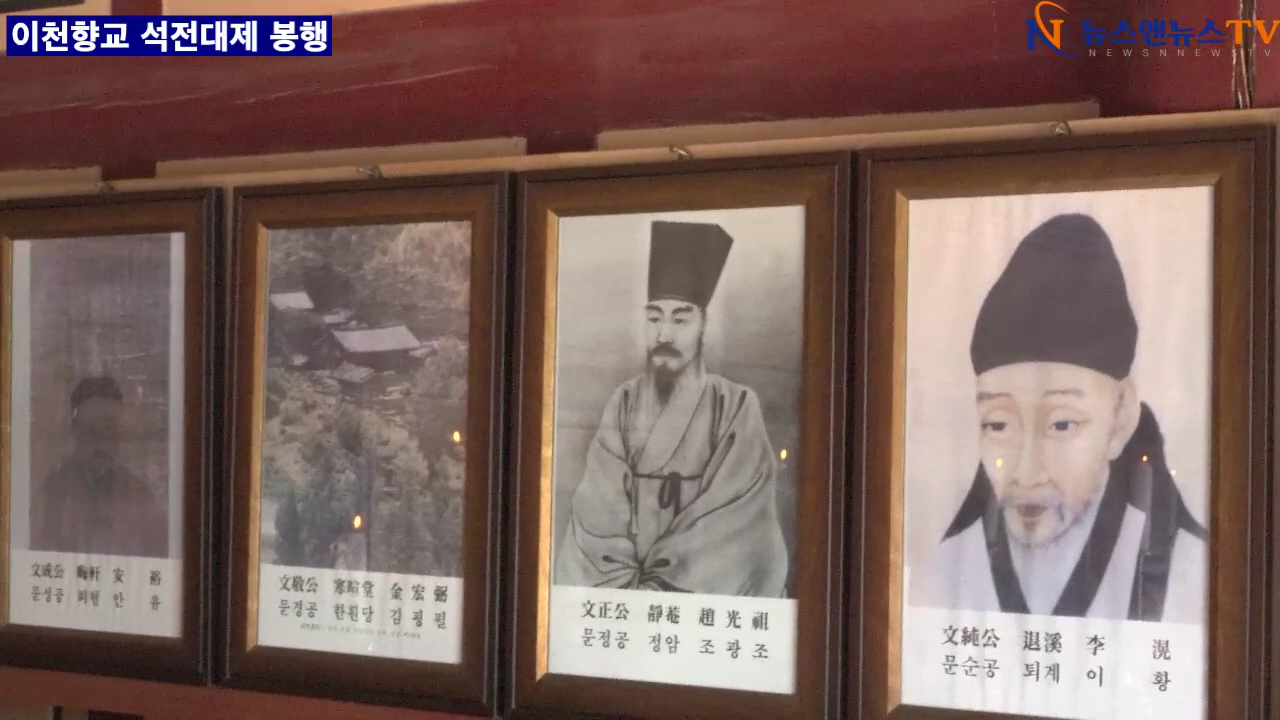 이천향교 석전대제 봉행
뉴스앤뉴스TV
NEWSNNEWSTV
文成公 晦軒 安 裕
문성공 회헌 안 유
文敬公 寒暄堂 金宏弼
문경공 한훤당 김굉필
文正公 靜菴 趙光祖
문정공 정암 조광조
文純公 退溪 李 滉
문순공 퇴계 이 황